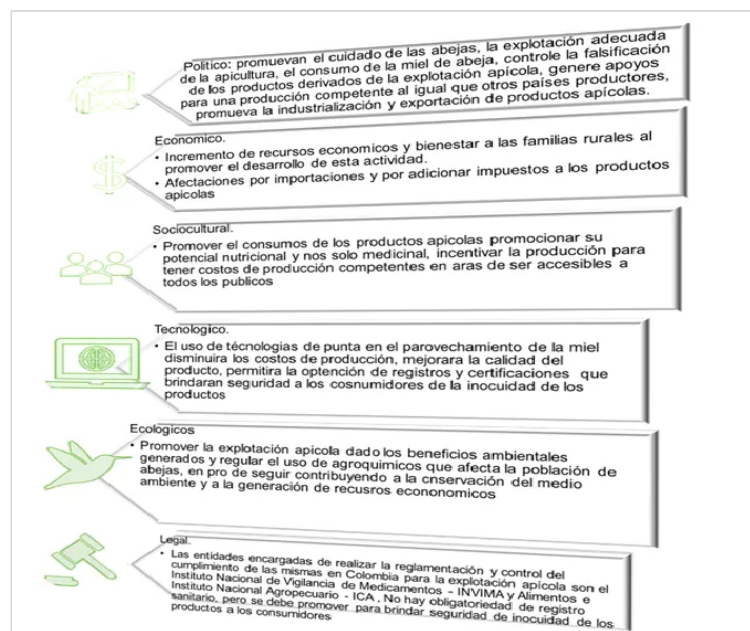 Politico: promuevan el cuidado de las abejas, la explotación adecuada
de la apicultura, el consumo de la miel de abeja, controle la falsificación
de los productos derivados de la explotación apícola, genere apoyos
para una producción competente al igual que otros países productores,
promueva la industrialización y exportación de productos apícolas.
Economico.
• Incremento de recursos economicos y bienestar a las familias rurales al
promover el desarrollo de esta actividad.
• Afectaciones por importaciones y por adicionar impuestos a los productos
apicolas
Sociocultural.
• Promover el consumos de los productos apicolas promocionar su
potencial nutricional y nos solo medicinal, incentivar la producción para
tener costos de producción competentes en aras de ser accesibles a
todos los publicos
Tecnologico.
• El uso de técnologias de punta en el parovechamiento de la miel
disminuira los costos de producción, mejorara la calidad del
producto, permitira la optención de registros y certificaciones que
brindaran seguridad a los cosnumidores de la inocuidad de los
productos
Ecologicos
• Promover la explotación apicola dado los beneficios ambientales
generados y regular el uso de agroquimicos que afecta la población de
abejas, en pro de seguir contribuyendo a la cnservación del medio
ambiente y a la generación de recusros econonomicos
Legal.
• Las entidades encargadas de realizar la reglamentación y control del
cumplimiento de las mismas en Colombia para la explotación apícola son el
Instituto Nacional de Vigilancia de Medicamentos - INVIMA y Alimentos e
Instituto Nacional Agropecuario - ICA , No hay obligatoriedad de registro
sanitario, pero se debe promover para brindar seguridad de inocuidad de los
productos a los consumidores